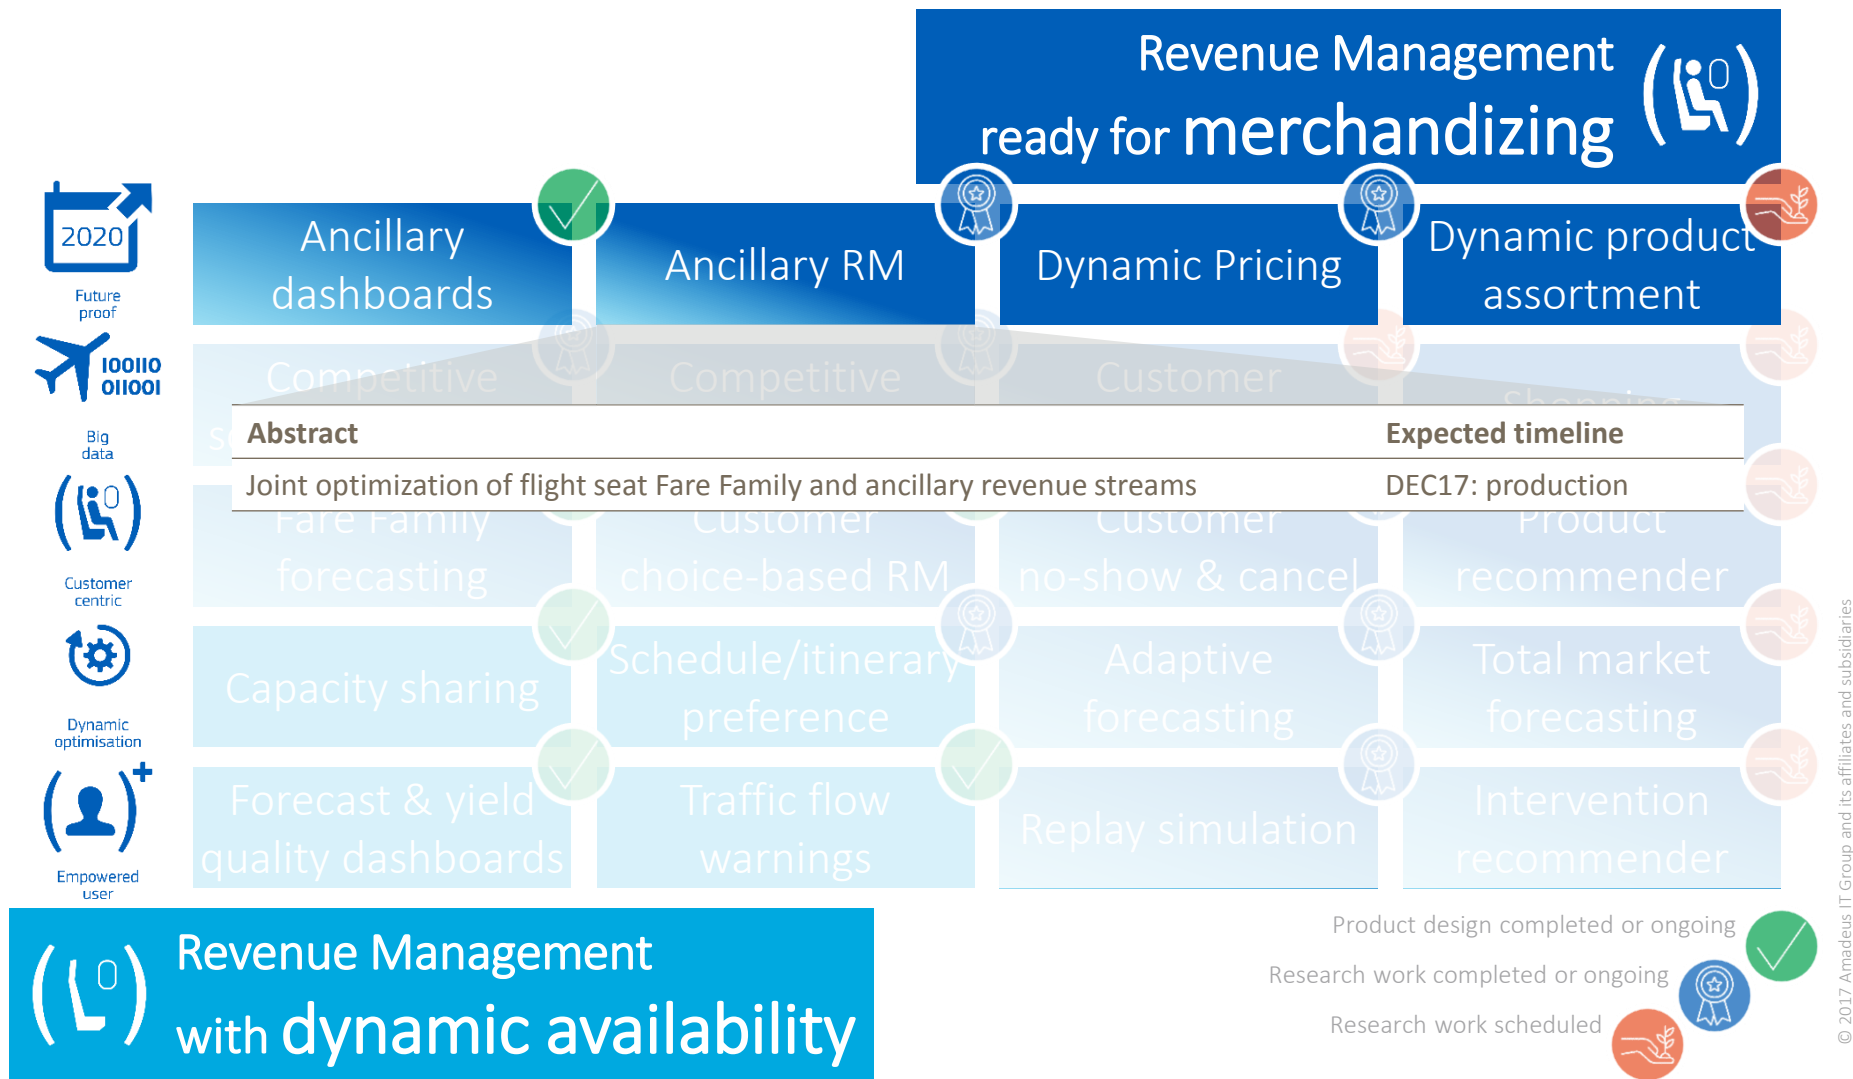 Revenue Management
ready for merchandizing
2020
Future
proof
Ancillary
dashboards
Ancillary RM
Dynamic Pricing
Dynamic product
assortment
100110
011001
Big
data
Competitive
Competitive
Customer
Shopping
Abstract
Expected timeline
Joint optimization of flight seat Fare Family and ancillary revenue streams
DEC17: production
Customer
centric
Fare Family
forecasting
Customer
choice-based RM
Customer
no-show & cancel
Product
recommender
Dynamic
optimisation
Capacity sharing
Schedule/itinerary
preference
Adaptive
forecasting
Total market
forecasting
Empowered
user
Forecast & yield
quality dashboards
Traffic flow
warnings
Replay simulation
Intervention
recommender
Revenue Management
with dynamic availability
Product design completed or ongoing
Research work completed or ongoing
Research work scheduled
© 2017 Amadeus IT Group and its affiliates and subsidiaries